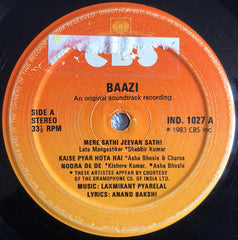 CBS
BAAZI
An original soundtrack recording
SIDE A
STEREO
33⅓ RPM
IND. 1027 A
℗ 1983 CBS Inc.
MERE SATHI JEEVAN SATHI
Lata Mangeshkar *Shabbir Kumar
KAISE PYAR HOTA HAI *Asha Bhosle & Chorus
NOORA DE DE *Kishore Kumar, *Asha Bhosle
* THESE ARTISTES APPEAR BY COURTESY
OF THE GRAMOPHONE CO. OF INDIA LTD.
MUSIC: LAXMIKANT PYARELAL
LYRICS: ANAND BAKSHI